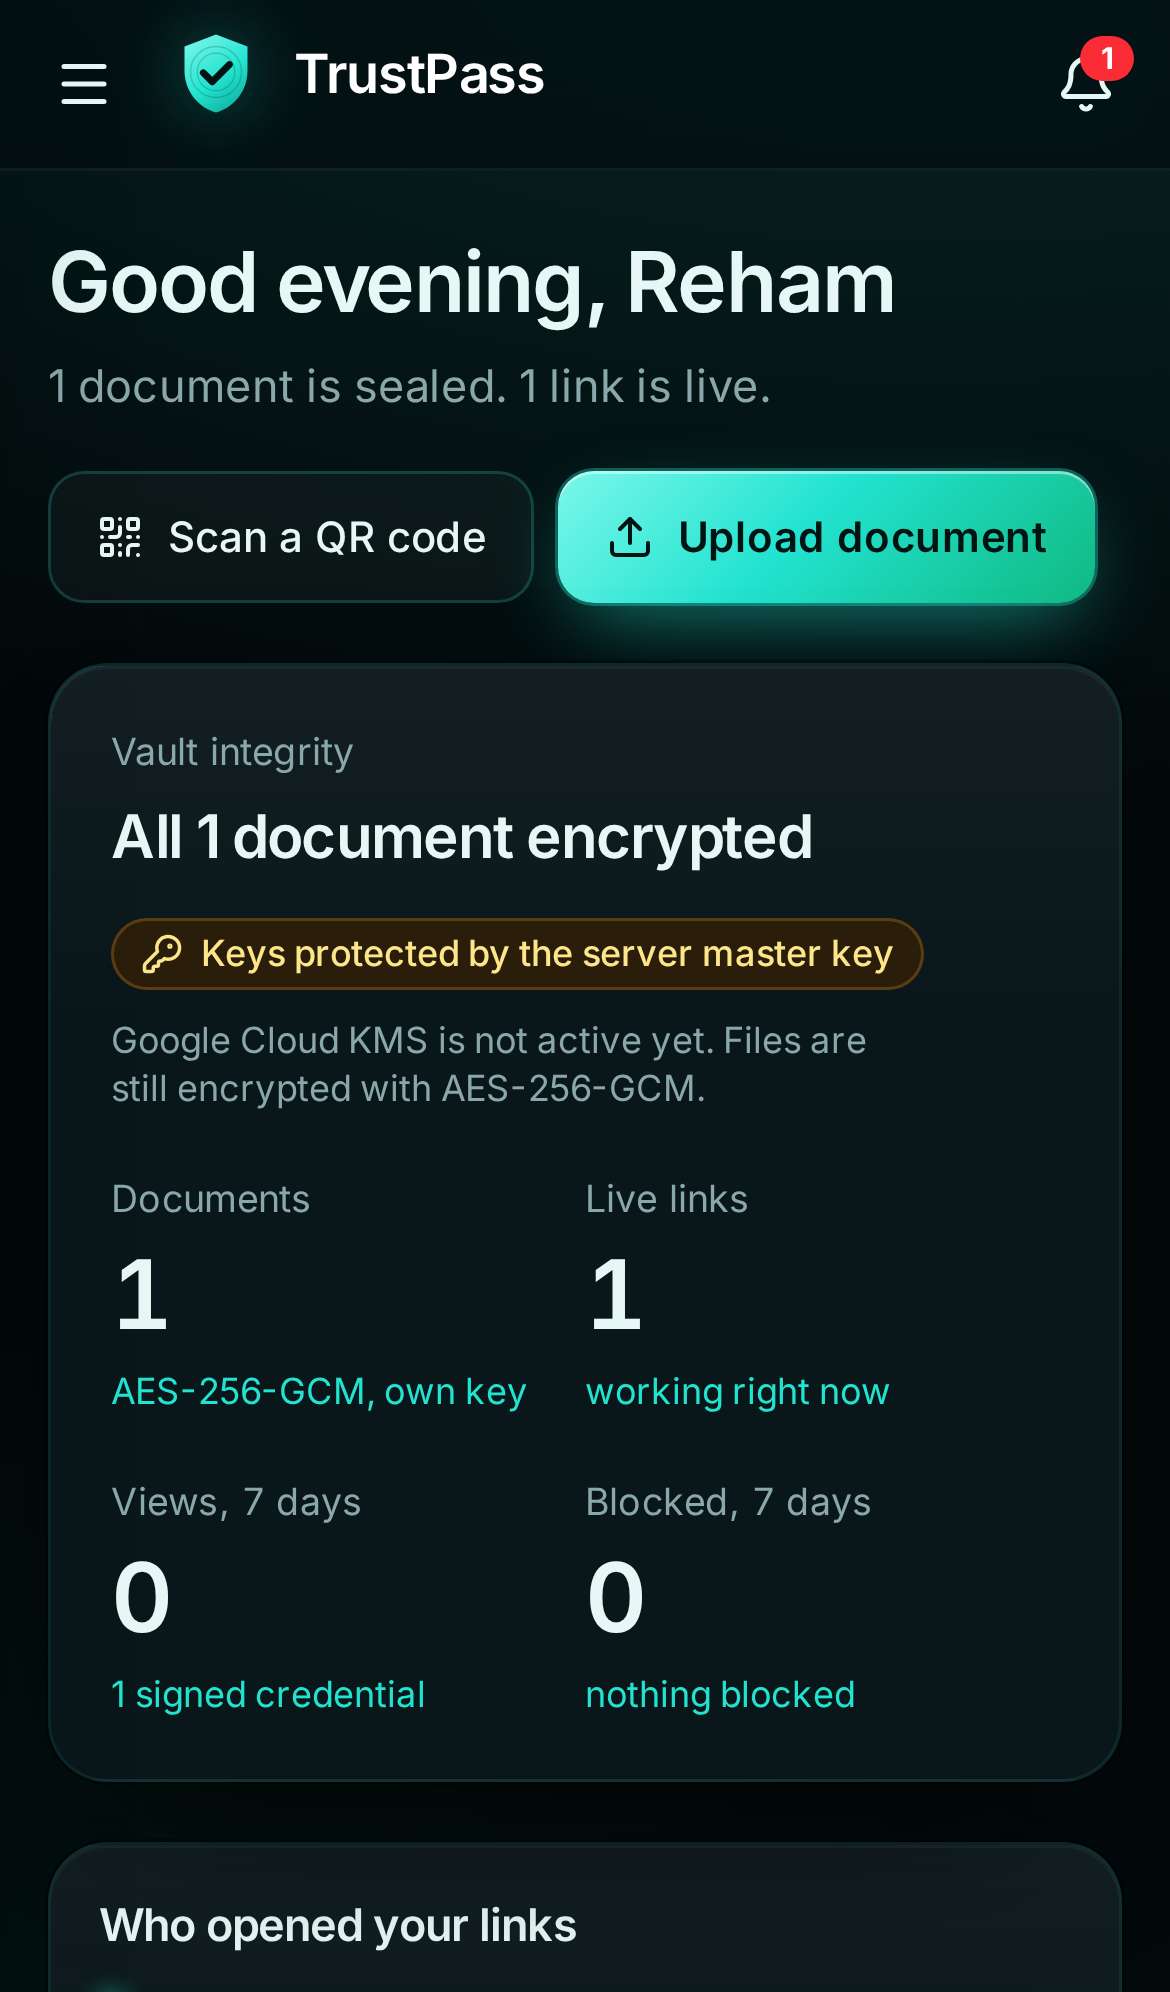 TrustPass
1
Good evening, Reham
1 document is sealed. 1 link is live.
Scan a QR code
Upload document
Vault integrity
All 1 document encrypted
Keys protected by the server master key
Google Cloud KMS is not active yet. Files are
still encrypted with AES-256-GCM.
Documents
1
AES-256-GCM, own key
Live links
1
working right now
Views, 7 days
0
1 signed credential
Blocked, 7 days
0
nothing blocked
Who opened your links